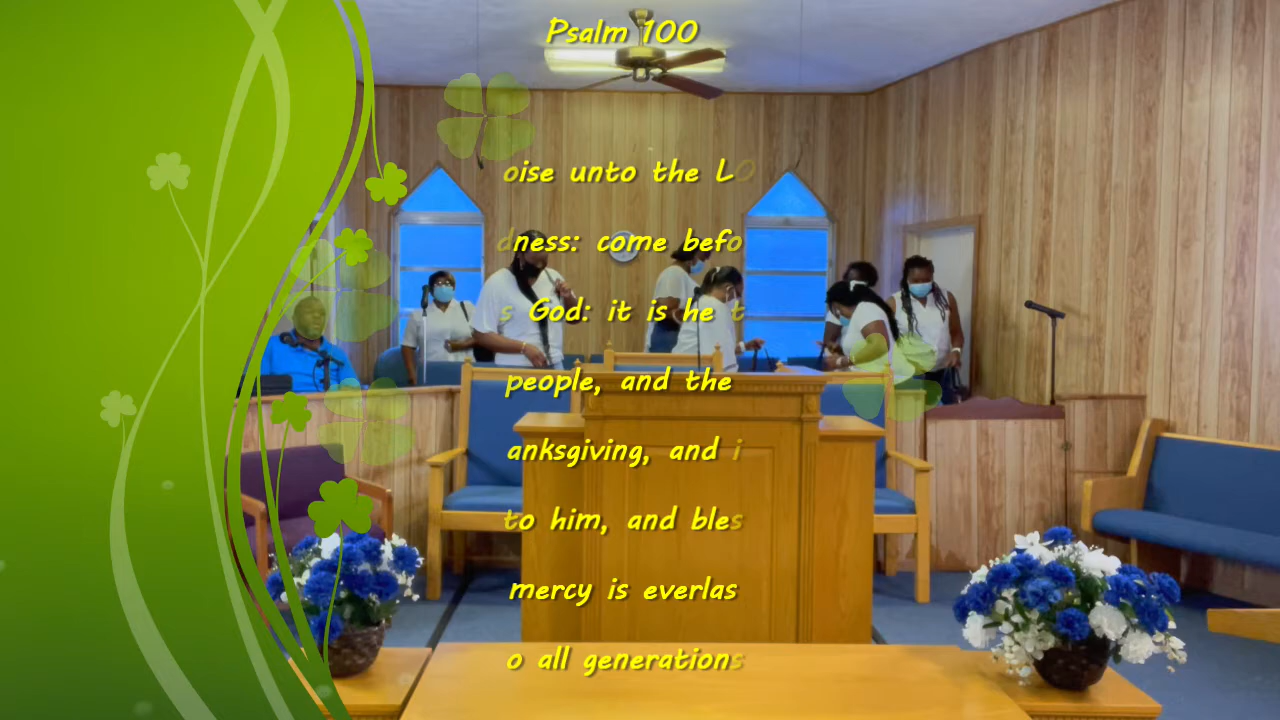 Psalm 100
oise unto the LO
dness: come befo
s God: it is he t
people, and the
anksgiving, and i
to him, and bles
mercy is everlas
o all generations